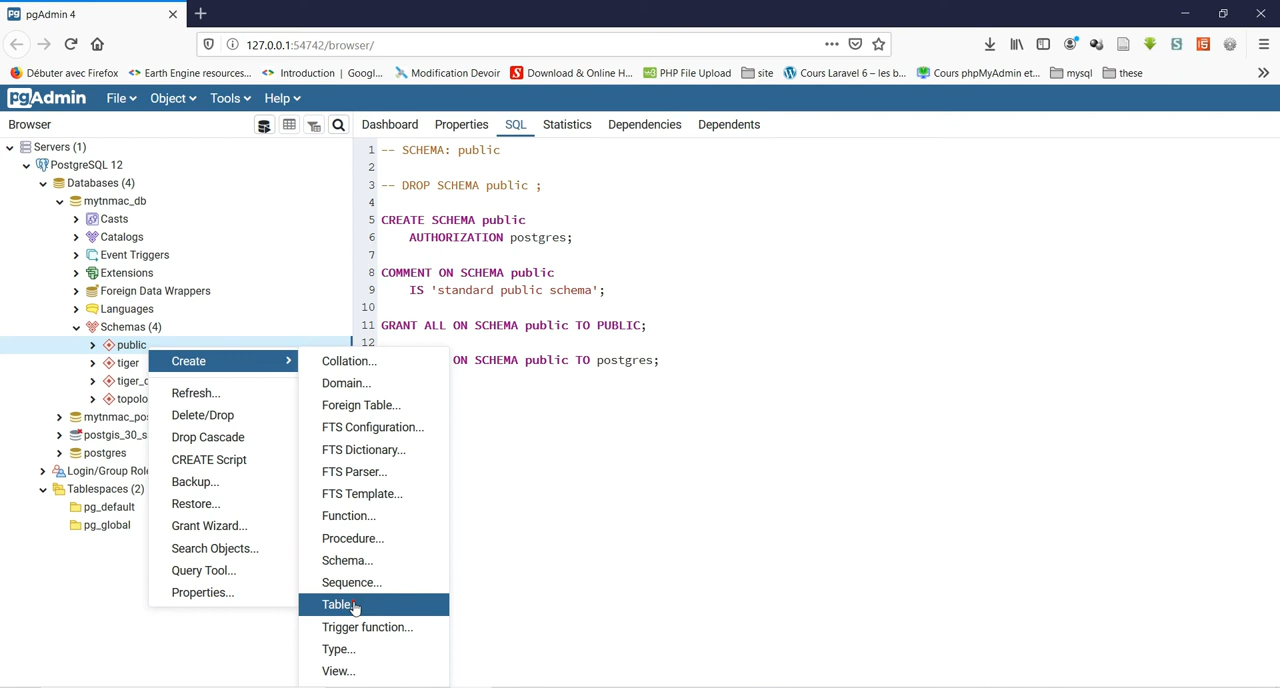 pgAdmin 4
127.0.0.1:54742/browser/
Débuter avec Firefox
Earth Engine resources...
Introduction | Googl...
Modification Devoir
Download & Online H...
PHP File Upload
site
Cours Laravel 6 – les b...
Cours phpMyAdmin et...
mysql
these
pgAdmin
File
Object
Tools
Help
Browser
Dashboard
Properties
SQL
Statistics
Dependencies
Dependents
Servers (1)
PostgreSQL 12
Databases (4)
mytnmac_db
Casts
Catalogs
Event Triggers
Extensions
Foreign Data Wrappers
Languages
Schemas (4)
public
tiger
tiger_
topolo
mytnmac_po
postgis_30_s
postgres
Login/Group Role
Tablespaces (2)
pg_default
pg_global
Create
Refresh...
Delete/Drop
Drop Cascade
CREATE Script
Backup...
Restore...
Grant Wizard...
Search Objects...
Query Tool...
Properties...
Collation...
Domain...
Foreign Table...
FTS Configuration...
FTS Dictionary...
FTS Parser...
FTS Template...
Function...
Procedure...
Schema...
Sequence...
Table
Trigger function...
Type...
View...
1 -- SCHEMA: public
2
3 -- DROP SCHEMA public ;
4
5 CREATE SCHEMA public
6 AUTHORIZATION postgres;
7
8 COMMENT ON SCHEMA public
9 IS 'standard public schema';
10
11 GRANT ALL ON SCHEMA public TO PUBLIC;
12
ON SCHEMA public TO postgres;